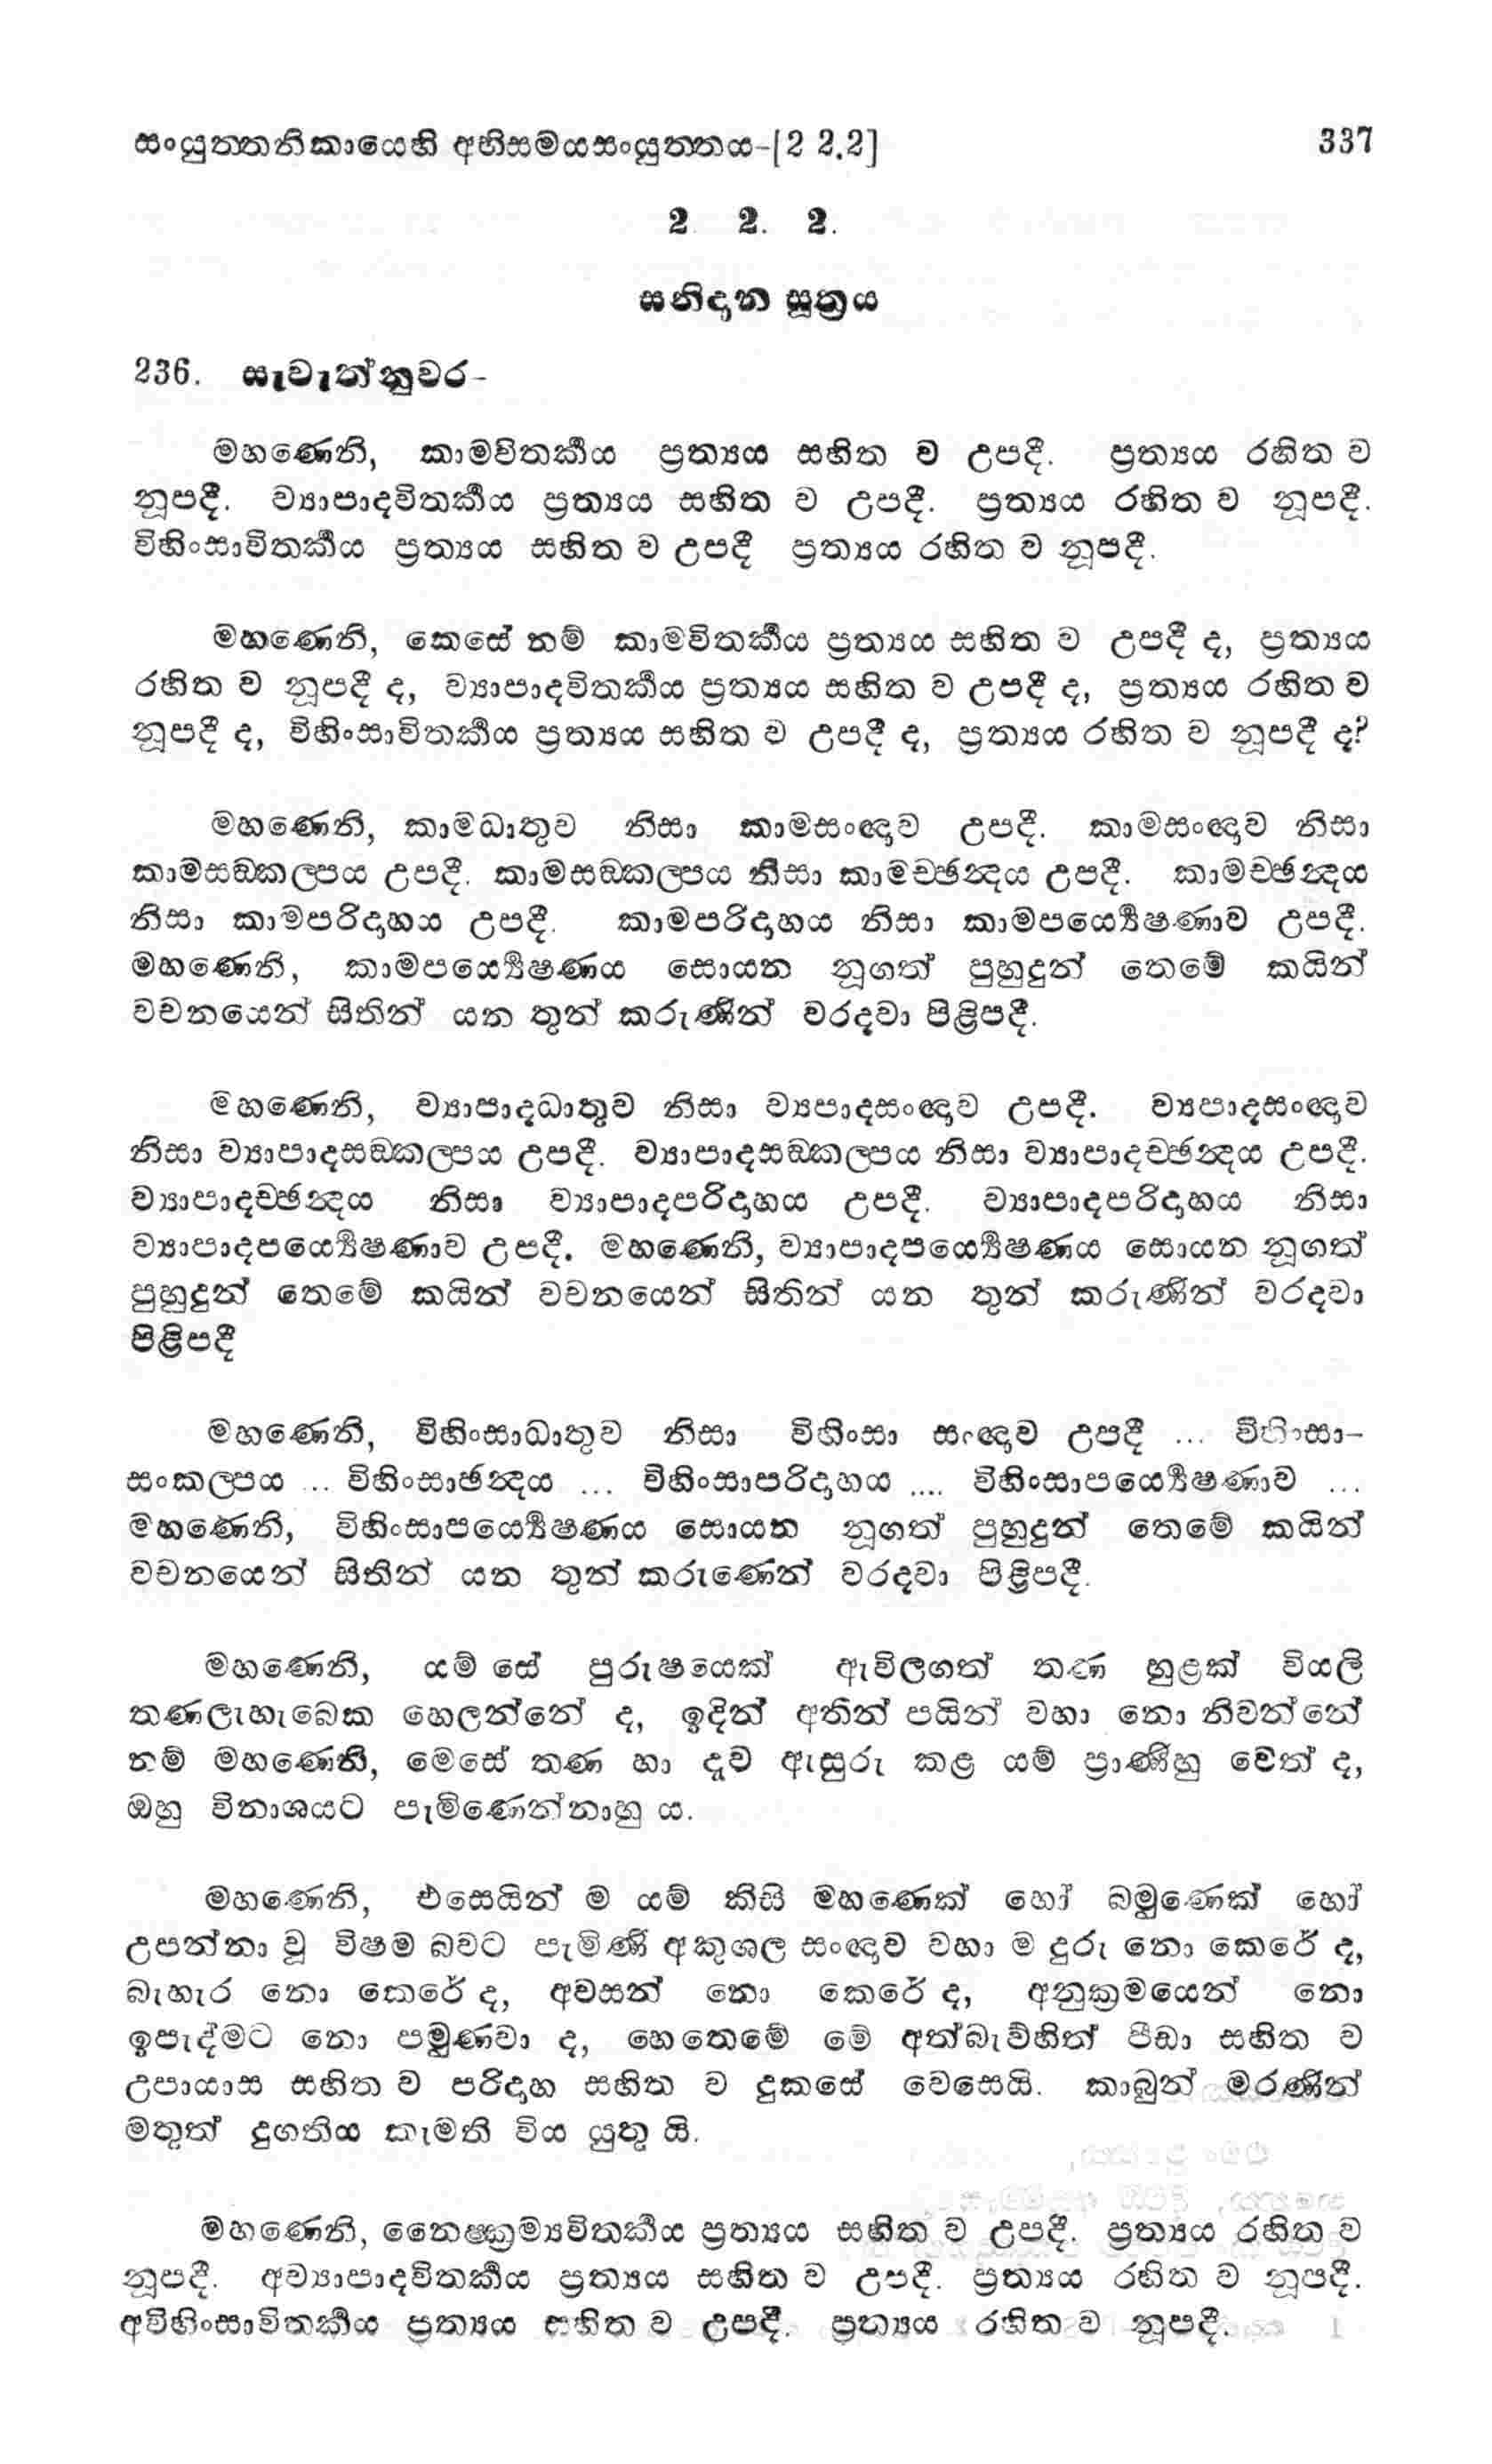 සංයුත්තනිකායෙහි අභිසමයසංයුත්තය-[2 2.2] 337
2 2. 2.
සනිදාන සූත්‍රය
236. සැවැත්නුවර-
මහණෙනි, කාමවිතර්කය ප්‍රත්‍යය සහිත ව උපදී. ප්‍රත්‍යය රහිත ව
නූපදී. ව්‍යාපාදවිතර්කය ප්‍රත්‍යය සහිත ව උපදී. ප්‍රත්‍යය රහිත ව නූපදී.
විහිංසාවිතර්කය ප්‍රත්‍යය සහිත ව උපදී ප්‍රත්‍යය රහිත ව නූපදී.
මහණෙනි, කෙසේ නම් කාමවිතර්කය ප්‍රත්‍යය සහිත ව උපදී ද, ප්‍රත්‍යය
රහිත ව නූපදී ද, ව්‍යාපාදවිතර්කය ප්‍රත්‍යය සහිත ව උපදී ද, ප්‍රත්‍යය රහිත ව
නූපදී ද, විහිංසාවිතර්කය ප්‍රත්‍යය සහිත ව උපදී ද, ප්‍රත්‍යය රහිත ව නූපදී ද?
මහණෙනි, කාමධාතුව නිසා කාමසංඥාව උපදී. කාමසංඥාව නිසා
කාමසඞ්කල්පය උපදී. කාමසඞ්කල්පය නිසා කාමච්ඡන්‍දය උපදී. කාමච්ඡන්‍දය
නිසා කාමපරිදාහය උපදී. කාමපරිදාහය නිසා කාමපර්‍ය්‍යෙෂණාව උපදී.
මහණෙනි, කාමපර්‍ය්‍යෙෂණය සොයන නූගත් පුහුදුන් තෙමේ කයින්
වචනයෙන් සිතින් යන තුන් කරුණින් වරදවා පිළිපදී.
මහණෙනි, ව්‍යාපාදධාතුව නිසා ව්‍යපාදසංඥාව උපදී. ව්‍යපාදසංඥාව
නිසා ව්‍යාපාදසඞ්කල්පය උපදී. ව්‍යාපාදසඞ්කල්පය නිසා ව්‍යාපාදච්ඡන්‍දය උපදී.
ව්‍යාපාදච්ඡන්‍දය නිසා ව්‍යාපාදපරිදාහය උපදී. ව්‍යාපාදපරිදාහය නිසා
ව්‍යාපාදපර්‍ය්‍යෙෂණාව උපදී. මහණෙනි, ව්‍යාපාදපර්‍ය්‍යෙෂණය සොයන නූගත්
පුහුදුන් තෙමේ කයින් වචනයෙන් සිතින් යන තුන් කරුණින් වරදවා
පිළිපදී
මහණෙනි, විහිංසාධාතුව නිසා විහිංසා සංඥාව උපදී ... විහිංසා-
සංකල්පය ... විහිංසාඡන්‍දය ... විහිංසාපරිදාහය .... විහිංසාපර්‍ය්‍යෙෂණාව ...
මහණෙනි, විහිංසාපර්‍ය්‍යෙෂණය සොයන නූගත් පුහුදුන් තෙමේ කයින්
වචනයෙන් සිතින් යන තුන් කරුණෙන් වරදවා පිළිපදී.
මහණෙනි, යම් සේ පුරුෂයෙක් ඇවිලගත් තණ හුළක් වියලි
තණලැහැබෙක හෙලන්නේ ද, ඉදින් අතින් පයින් වහා නො නිවන්නේ
නම් මහණෙනි, මෙසේ තණ හා දැව ඇසුරු කළ යම් ප්‍රාණිහු වෙත් ද,
ඔහු විනාශයට පැමිණෙන්නාහු ය.
මහණෙනි, එසෙයින් ම යම් කිසි මහණෙක් හෝ බමුණෙක් හෝ
උපන්නා වූ විෂම බවට පැමිණි අකුශල සංඥාව වහා ම දුරු නො කෙරේ ද,
බැහැර නො කෙරේ ද, අවසන් නො කෙරේ ද, අනුක්‍රමයෙන් නො
ඉපැද්මට නො පමුණවා ද, හෙතෙමේ මේ අත්බැව්හිත් පීඩා සහිත ව
උපායාස සහිත ව පරිදාහ සහිත ව දුකසේ වෙසෙයි. කාබුන් මරණින්
මතුත් දුගතිය කැමති විය යුතු යි.
මහණෙනි, නෛෂ්ක්‍රම්‍යවිතර්කය ප්‍රත්‍යය සහිත ව උපදී. ප්‍රත්‍යය රහිත ව
නූපදී. අව්‍යාපාදවිතර්කය ප්‍රත්‍යය සහිත ව උපදී. ප්‍රත්‍යය රහිත ව නූපදී.
අවිහිංසාවිතර්කය ප්‍රත්‍යය සහිත ව උපදී. ප්‍රත්‍යය රහිත ව නූපදී.